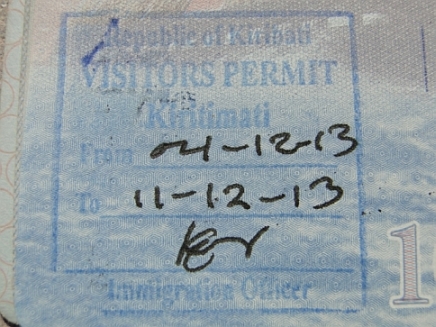 Republic of Kiribati
VISITORS PERMIT
Kiritimati
From 04-12-13
To 11-12-13
Immigration Officer
1